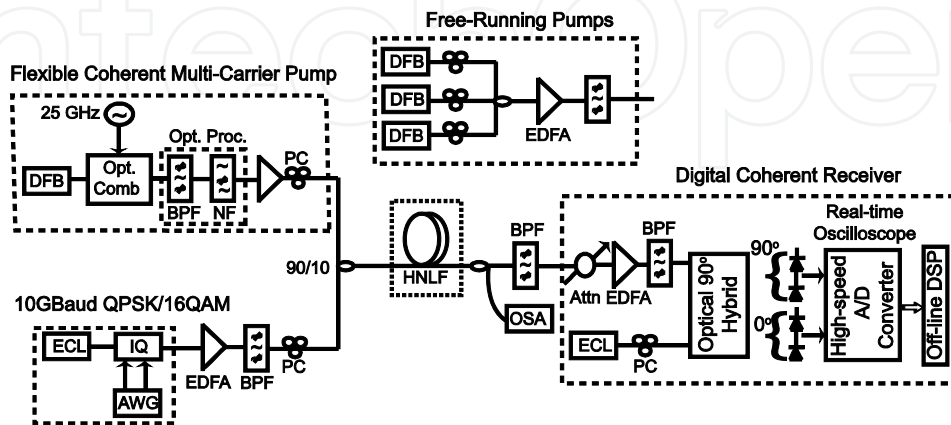 IntechOpen
Free-Running Pumps
DFB
DFB
DFB
EDFA
Flexible Coherent Multi-Carrier Pump
25 GHz
~
Opt. Proc.
DFB
Opt.
Comb
BPF
NF
PC
90/10
HNLF
10GBaud QPSK/16QAM
ECL
IQ
AWG
EDFA
BPF
PC
BPF
OSA
Digital Coherent Receiver
Attn
EDFA
BPF
ECL
PC
Optical 90º
Hybrid
90º
0º
Real-time
Oscilloscope
High-speed
A/D
Converter
Off-line DSP